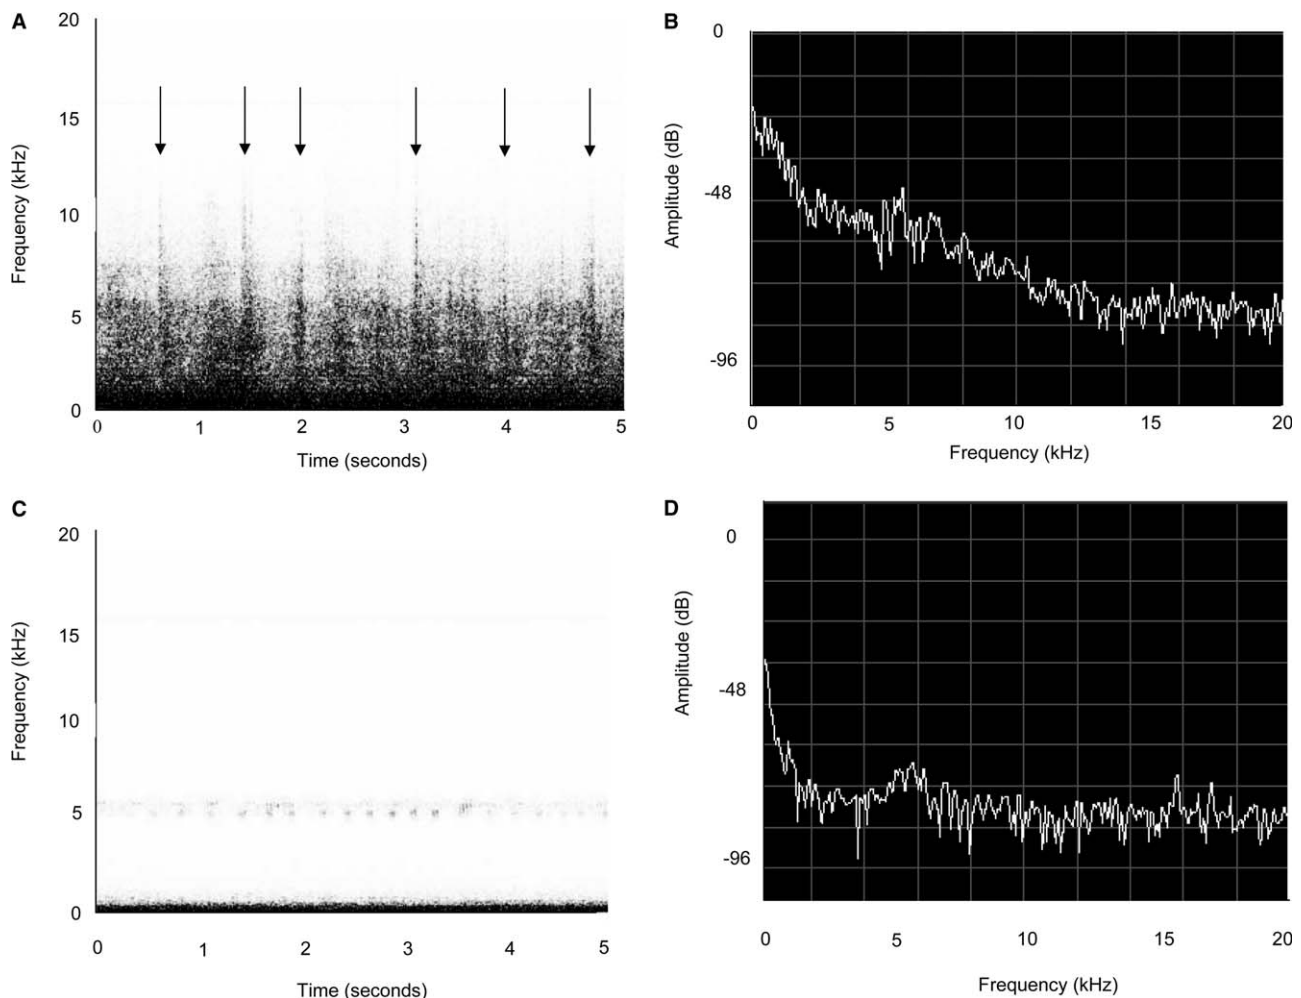 A
20
15
10
5
0
Frequency (kHz)
0 1 2 3 4 5
Time (seconds)
B
0
-48
-96
Amplitude (dB)
0 5 10 15 20
Frequency (kHz)
C
20
15
10
5
0
Frequency (kHz)
0 1 2 3 4 5
Time (seconds)
D
0
-48
-96
Amplitude (dB)
0 5 10 15 20
Frequency (kHz)